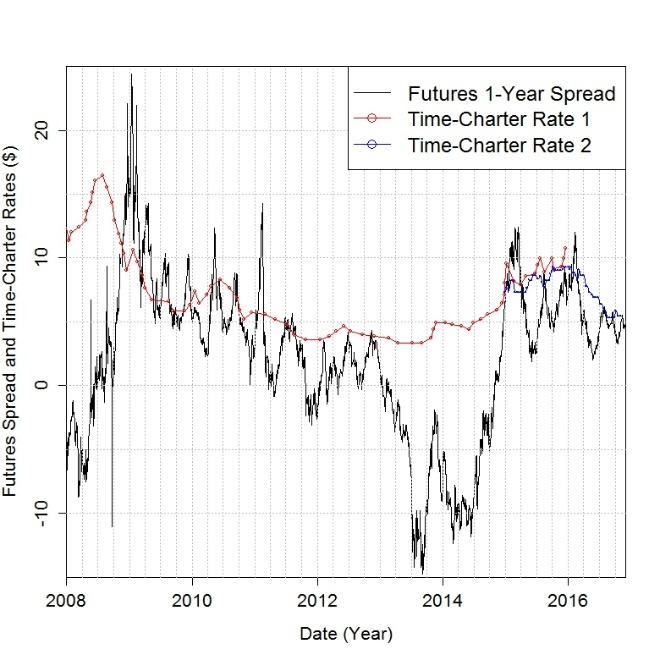 Futures 1-Year Spread
Time-Charter Rate 1
Time-Charter Rate 2
Futures Spread and Time-Charter Rates ($)
20
10
0
-10
2008 2010 2012 2014 2016
Date (Year)